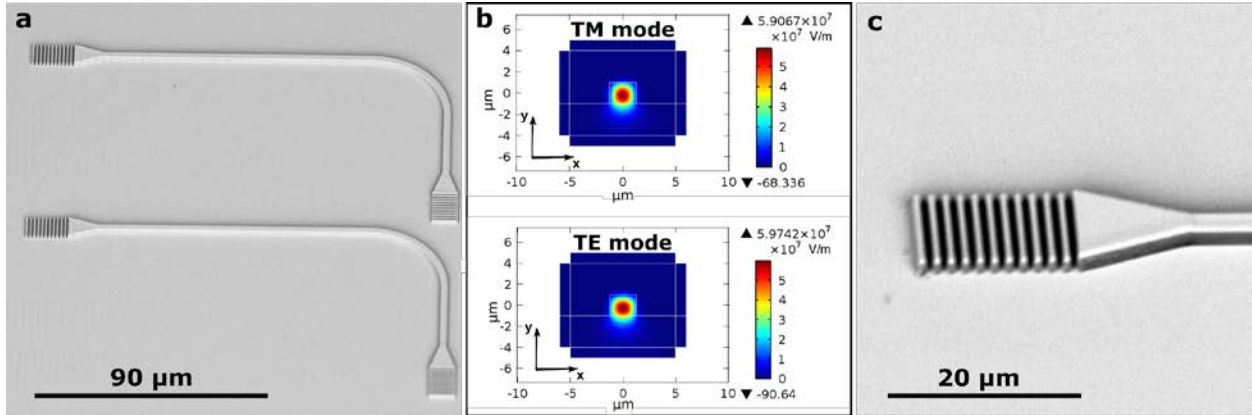 a
90 µm
b
TM mode
▲ 5.9067×10⁷
×10⁷ V/m
6
4
2
0
-2
-4
-6
µm
y
x
-10
-5
0
5
10
µm
5
4
3
2
1
0
▼ -68.336
TE mode
▲ 5.9742×10⁷
×10⁷ V/m
6
4
2
0
-2
-4
-6
µm
y
x
-10
-5
0
5
10
µm
5
4
3
2
1
0
▼ -90.64
c
20 µm